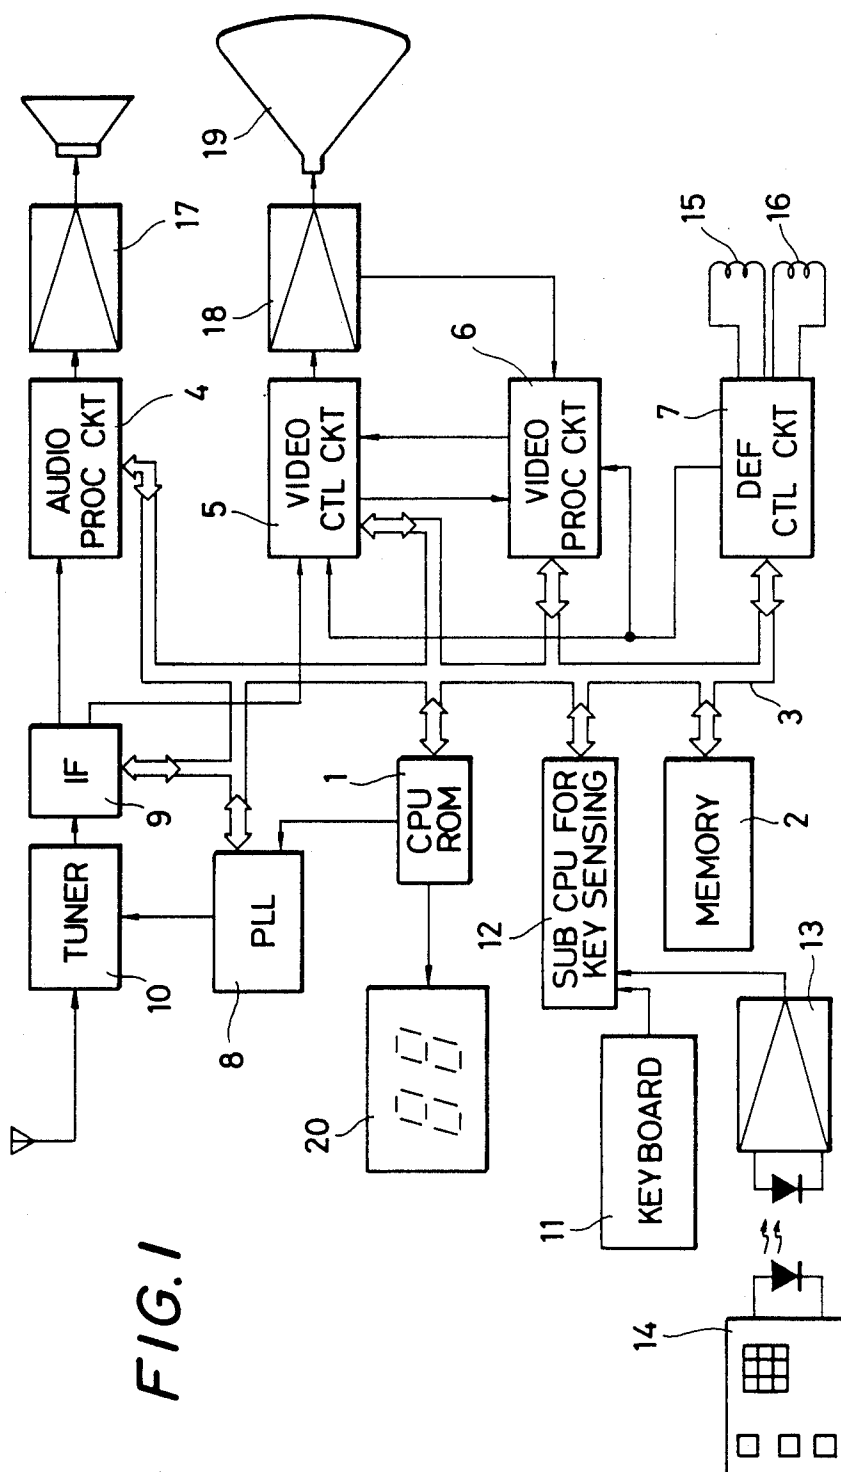 FIG.1
10
TUNER
9
IF
AUDIO
PROC CKT
4
17
8
PLL
5
VIDEO
CTL CKT
18
19
20
1
CPU
ROM
VIDEO
PROC CKT
6
11
KEYBOARD
12
SUB CPU FOR
KEY SENSING
3
DEF
CTL CKT
7
15
16
14
13
MEMORY
2